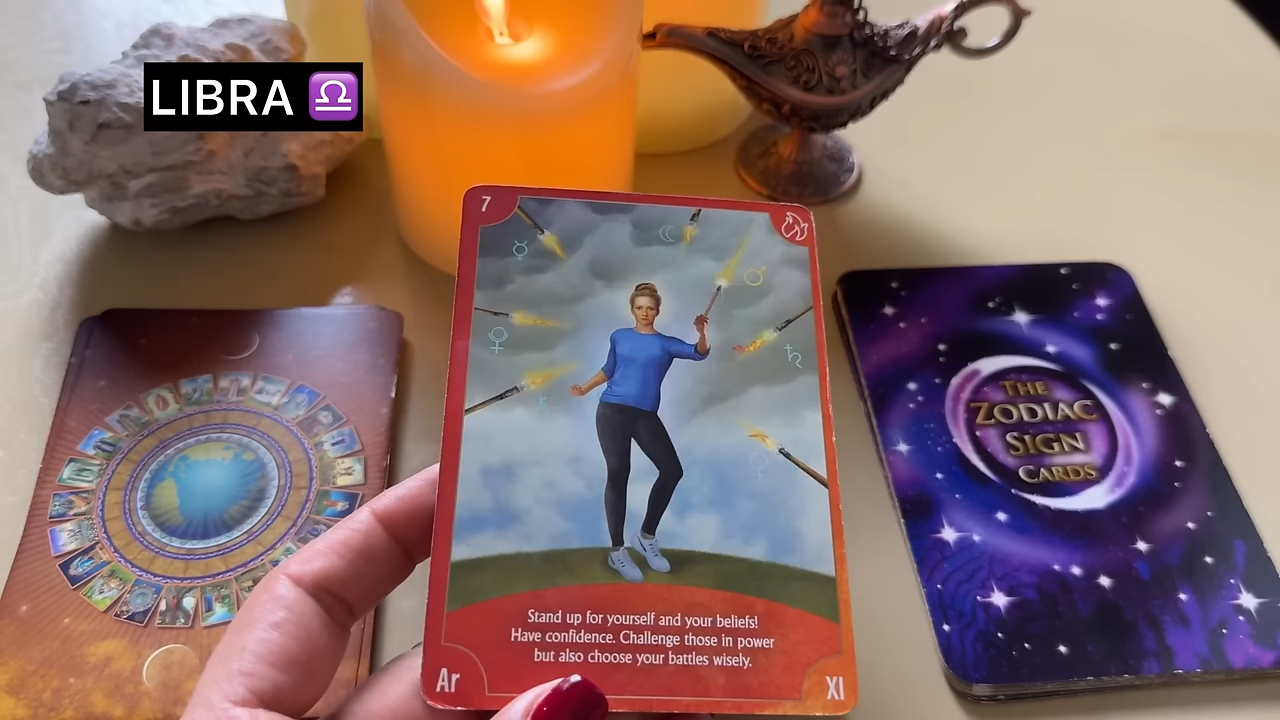 LIBRA ♎
7
☿
☾
♂
♄
Stand up for yourself and your beliefs!
Have confidence. Challenge those in power
but also choose your battles wisely.
Ar
XI
THE
ZODIAC
SIGN
CARDS